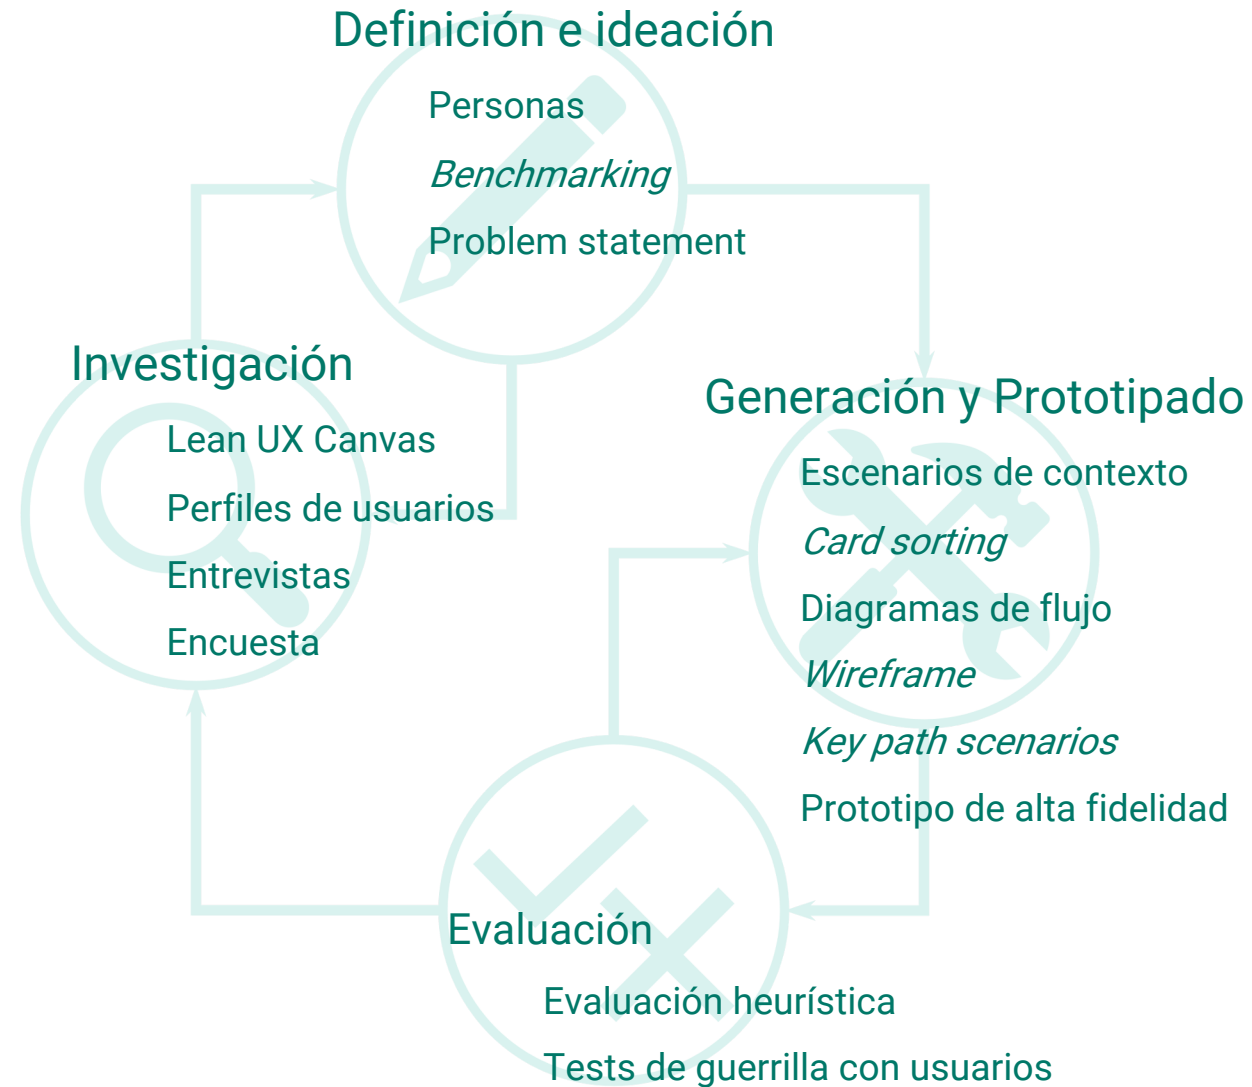 Definición e ideación
Personas
Benchmarking
Problem statement
Investigación
Lean UX Canvas
Perfiles de usuarios
Entrevistas
Encuesta
Generación y Prototipado
Escenarios de contexto
Card sorting
Diagramas de flujo
Wireframe
Key path scenarios
Prototipo de alta fidelidad
Evaluación
Evaluación heurística
Tests de guerrilla con usuarios